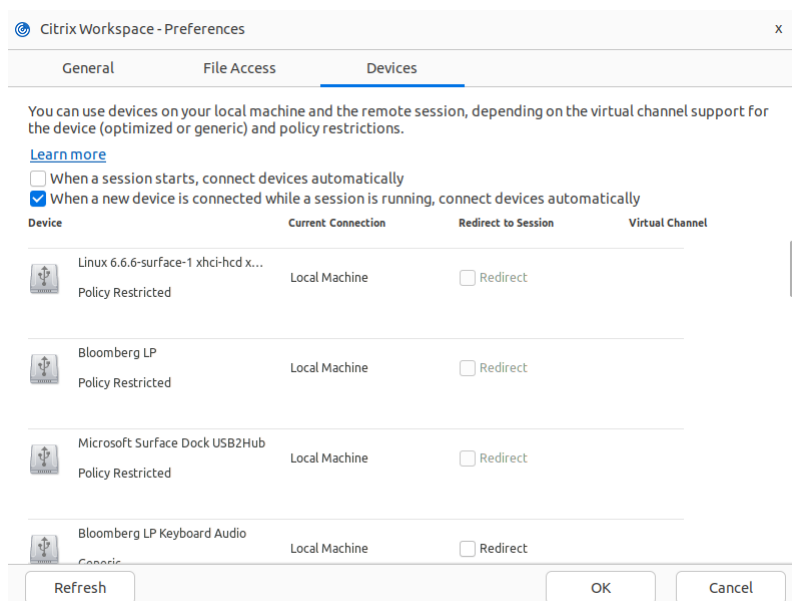 Citrix Workspace - Preferences x
General File Access Devices
You can use devices on your local machine and the remote session, depending on the virtual channel support for
the device (optimized or generic) and policy restrictions.
Learn more
When a session starts, connect devices automatically
When a new device is connected while a session is running, connect devices automatically
Device Current Connection Redirect to Session Virtual Channel
Linux 6.6.6-surface-1 xhci-hcd x...
Local Machine Redirect
Policy Restricted
Bloomberg LP
Local Machine Redirect
Policy Restricted
Microsoft Surface Dock USB2Hub
Local Machine Redirect
Policy Restricted
Bloomberg LP Keyboard Audio
Local Machine Redirect
Generic
Refresh OK Cancel